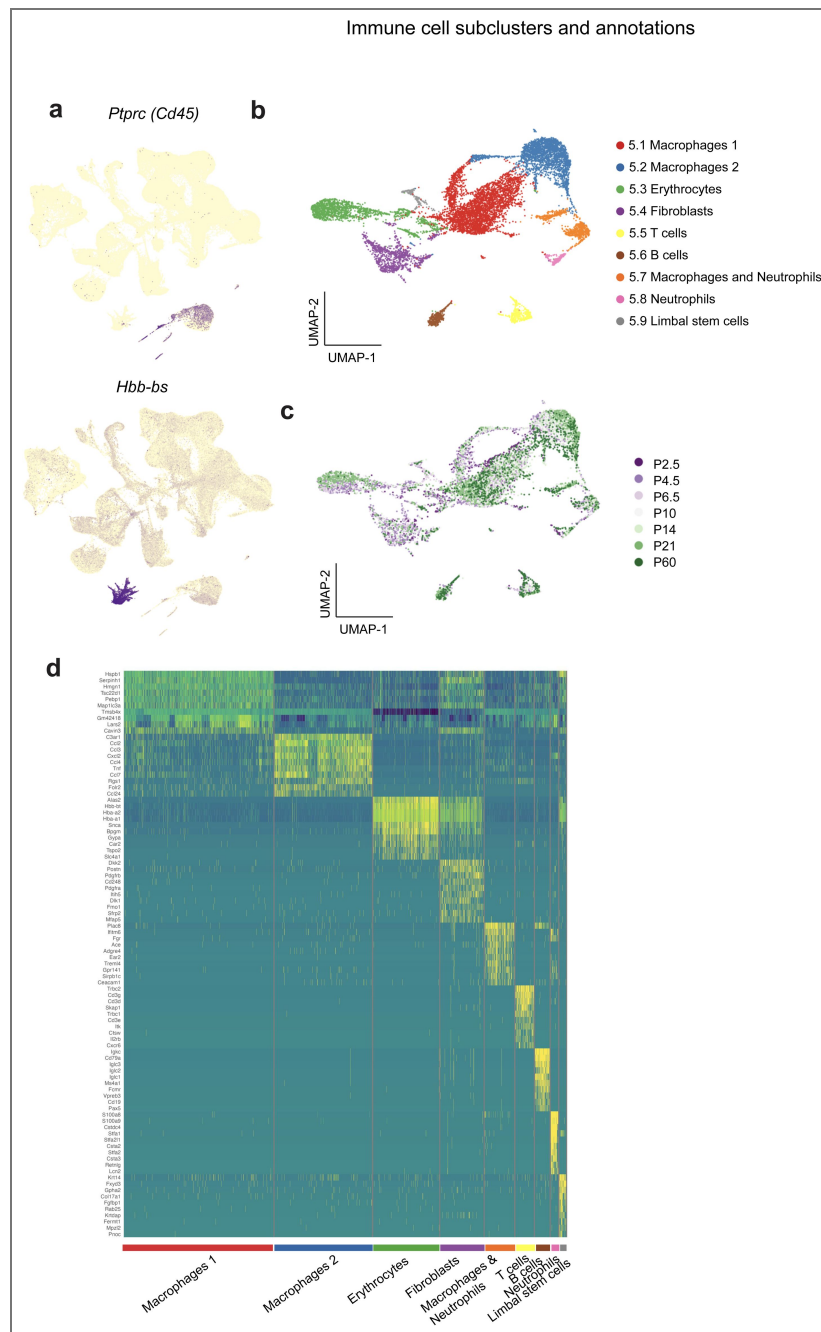 Immune cell subclusters and annotations
a
Ptprc (Cd45)
Hbb-bs
b
5.1 Macrophages 1
5.2 Macrophages 2
5.3 Erythrocytes
5.4 Fibroblasts
5.5 T cells
5.6 B cells
5.7 Macrophages and Neutrophils
5.8 Neutrophils
5.9 Limbal stem cells
UMAP-2
UMAP-1
c
P2.5
P4.5
P6.5
P10
P14
P21
P60
UMAP-2
UMAP-1
d
Hspb1
Serpinh1
Hmgn1
Tsc22d1
Pebp1
Map1lc3a
Tmsb4x
Gm42418
Lars2
Cavin3
C3ar1
Ccl2
Ccl3
Cxcl2
Ccl4
Tnf
Ccl7
Rgs1
Folr2
Ccl24
Alas2
Hbb-bt
Hba-a2
Hba-a1
Snca
Bpgm
Gypa
Car2
Tspo2
Slc4a1
Dkk2
Postn
Pdgfrb
Cd248
Pdgfra
Itih5
Dlk1
Fmo1
Sfrp2
Mfap5
Plac8
Ifitm6
Fgr
Ace
Adgre4
Ear2
Treml4
Gpr141
Sirpb1c
Ceacam1
Trbc2
Cd3g
Cd3d
Skap1
Trbc1
Cd3e
Itk
Ctsw
Il2rb
Cxcr6
Igkc
Cd79a
Iglc3
Iglc2
Iglc1
Ms4a1
Fcmr
Vpreb3
Cd19
Pax5
S100a8
S100a9
Cstdc4
Stfa1
Stfa2l1
Csta2
Stfa2
Csta3
Retnlg
Lcn2
Krt14
Fxyd3
Gpha2
Col17a1
Fgfbp1
Rab25
Krtdap
Fermt1
Mpzl2
Pnoc
Macrophages 1
Macrophages 2
Erythrocytes
Fibroblasts
Macrophages &
Neutrophils
T cells
B cells
Neutrophils
Limbal stem cells